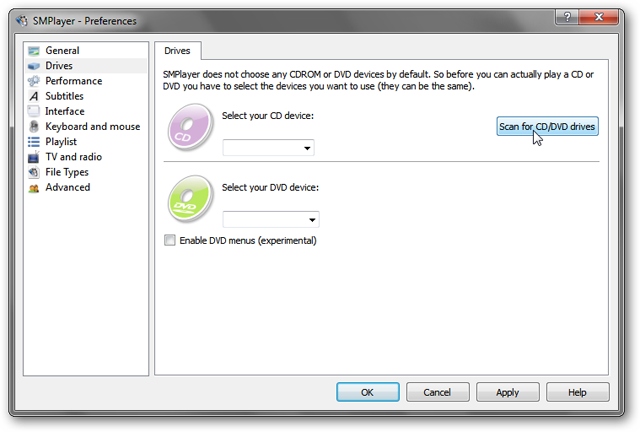 SMPlayer - Preferences
General
Drives
Performance
Subtitles
Interface
Keyboard and mouse
Playlist
TV and radio
File Types
Advanced
Drives
SMPlayer does not choose any CDROM or DVD devices by default. So before you can actually play a CD or
DVD you have to select the devices you want to use (they can be the same).
CD
Select your CD device:
Scan for CD/DVD drives
DVD
Select your DVD device:
Enable DVD menus (experimental)
OK
Cancel
Apply
Help